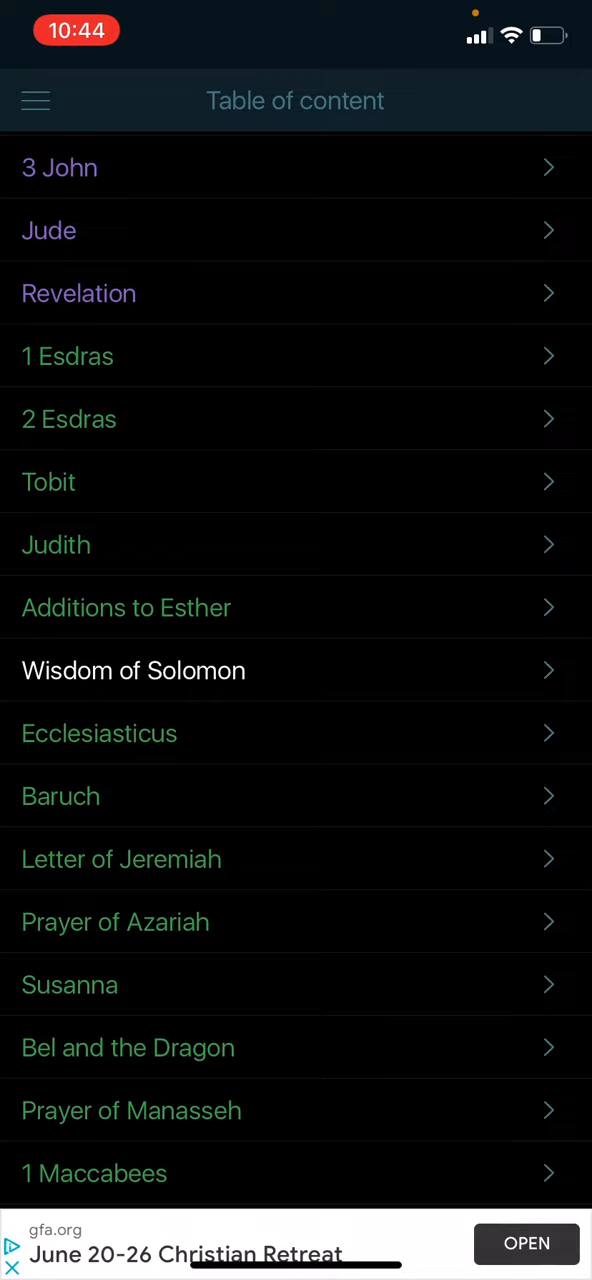 10:44
Table of content
3 John
Jude
Revelation
1 Esdras
2 Esdras
Tobit
Judith
Additions to Esther
Wisdom of Solomon
Ecclesiasticus
Baruch
Letter of Jeremiah
Prayer of Azariah
Susanna
Bel and the Dragon
Prayer of Manasseh
1 Maccabees
gfa.org
June 20-26 Christian Retreat
OPEN